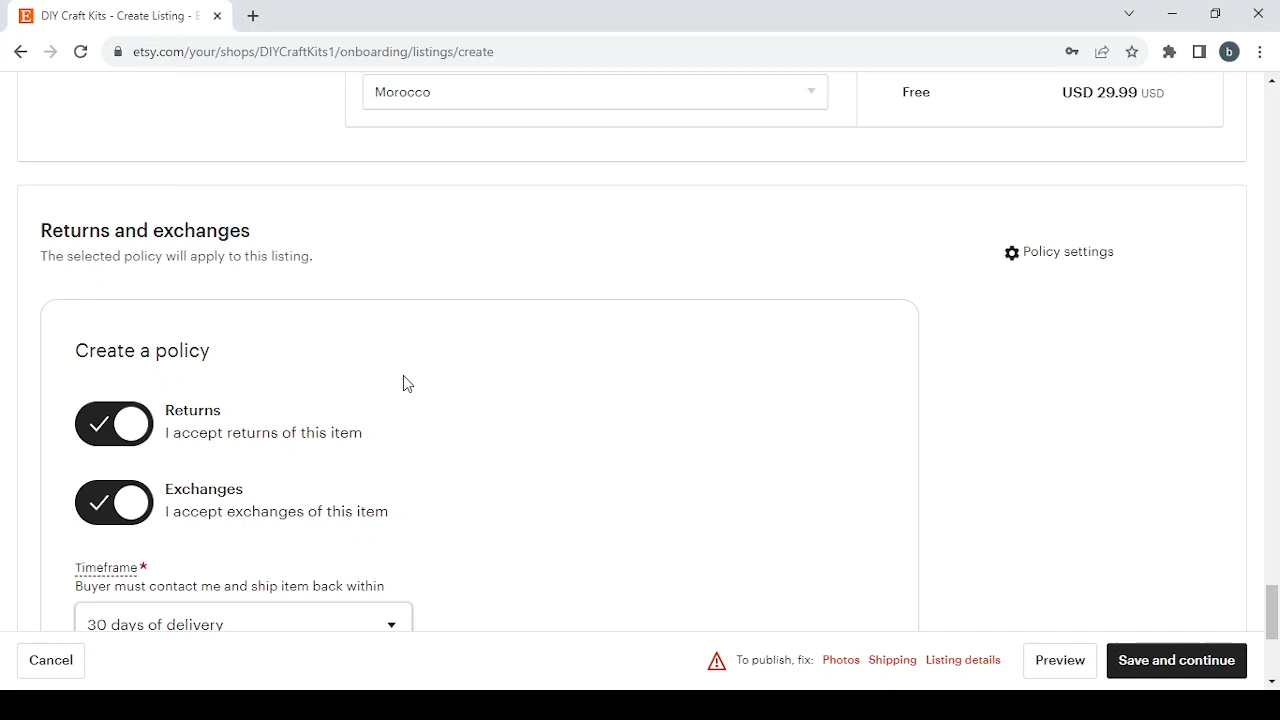 DIY Craft Kits - Create Listing - E
etsy.com/your/shops/DIYCraftKits1/onboarding/listings/create
b
Morocco
Free
USD 29.99 USD
Returns and exchanges
The selected policy will apply to this listing.
Policy settings
Create a policy
Returns
I accept returns of this item
Exchanges
I accept exchanges of this item
Timeframe*
Buyer must contact me and ship item back within
30 days of delivery
Cancel
To publish, fix: Photos Shipping Listing details
Preview
Save and continue